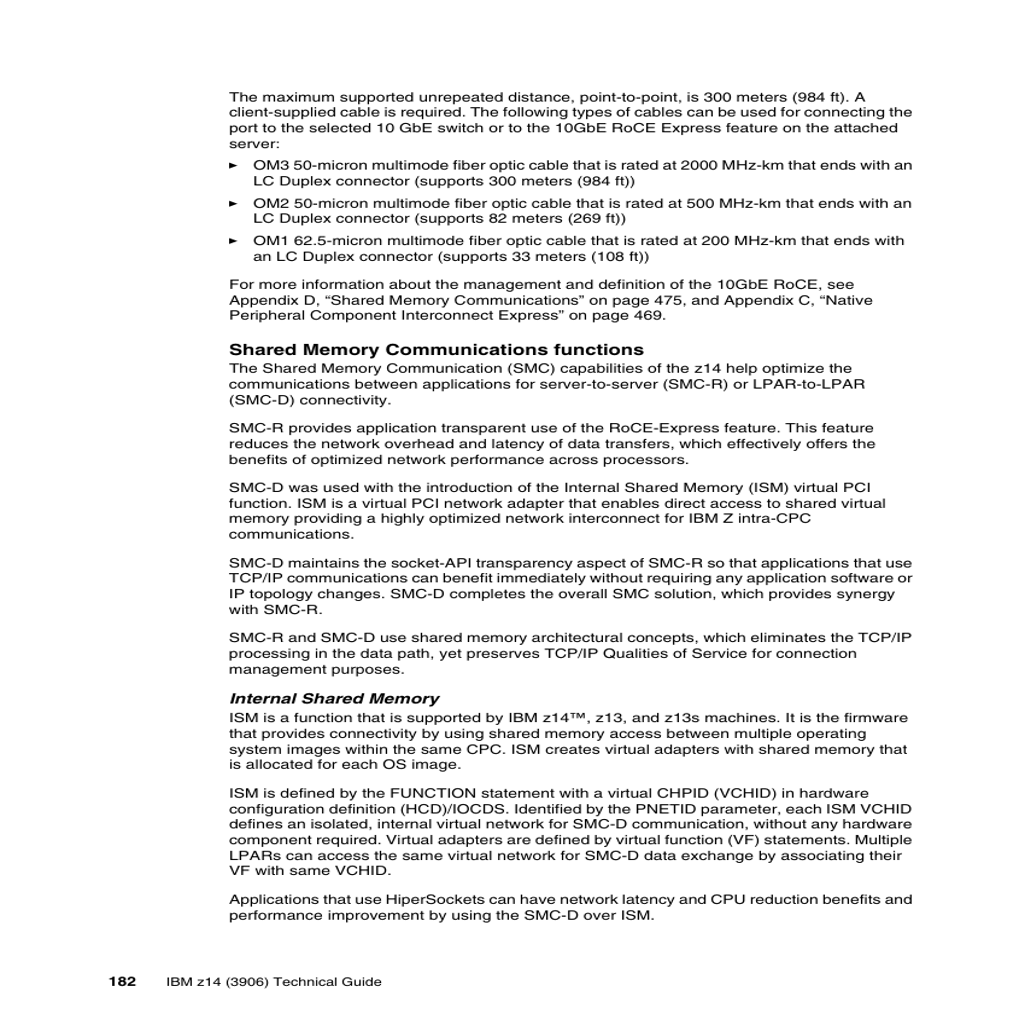 The maximum supported unrepeated distance, point-to-point, is 300 meters (984 ft). A
client-supplied cable is required. The following types of cables can be used for connecting the
port to the selected 10 GbE switch or to the 10GbE RoCE Express feature on the attached
server:
► OM3 50-micron multimode fiber optic cable that is rated at 2000 MHz-km that ends with an
LC Duplex connector (supports 300 meters (984 ft))
► OM2 50-micron multimode fiber optic cable that is rated at 500 MHz-km that ends with an
LC Duplex connector (supports 82 meters (269 ft))
► OM1 62.5-micron multimode fiber optic cable that is rated at 200 MHz-km that ends with
an LC Duplex connector (supports 33 meters (108 ft))
For more information about the management and definition of the 10GbE RoCE, see
Appendix D, “Shared Memory Communications” on page 475, and Appendix C, “Native
Peripheral Component Interconnect Express” on page 469.
Shared Memory Communications functions
The Shared Memory Communication (SMC) capabilities of the z14 help optimize the
communications between applications for server-to-server (SMC-R) or LPAR-to-LPAR
(SMC-D) connectivity.
SMC-R provides application transparent use of the RoCE-Express feature. This feature
reduces the network overhead and latency of data transfers, which effectively offers the
benefits of optimized network performance across processors.
SMC-D was used with the introduction of the Internal Shared Memory (ISM) virtual PCI
function. ISM is a virtual PCI network adapter that enables direct access to shared virtual
memory providing a highly optimized network interconnect for IBM Z intra-CPC
communications.
SMC-D maintains the socket-API transparency aspect of SMC-R so that applications that use
TCP/IP communications can benefit immediately without requiring any application software or
IP topology changes. SMC-D completes the overall SMC solution, which provides synergy
with SMC-R.
SMC-R and SMC-D use shared memory architectural concepts, which eliminates the TCP/IP
processing in the data path, yet preserves TCP/IP Qualities of Service for connection
management purposes.
Internal Shared Memory
ISM is a function that is supported by IBM z14™, z13, and z13s machines. It is the firmware
that provides connectivity by using shared memory access between multiple operating
system images within the same CPC. ISM creates virtual adapters with shared memory that
is allocated for each OS image.
ISM is defined by the FUNCTION statement with a virtual CHPID (VCHID) in hardware
configuration definition (HCD)/IOCDS. Identified by the PNETID parameter, each ISM VCHID
defines an isolated, internal virtual network for SMC-D communication, without any hardware
component required. Virtual adapters are defined by virtual function (VF) statements. Multiple
LPARs can access the same virtual network for SMC-D data exchange by associating their
VF with same VCHID.
Applications that use HiperSockets can have network latency and CPU reduction benefits and
performance improvement by using the SMC-D over ISM.
182 IBM z14 (3906) Technical Guide